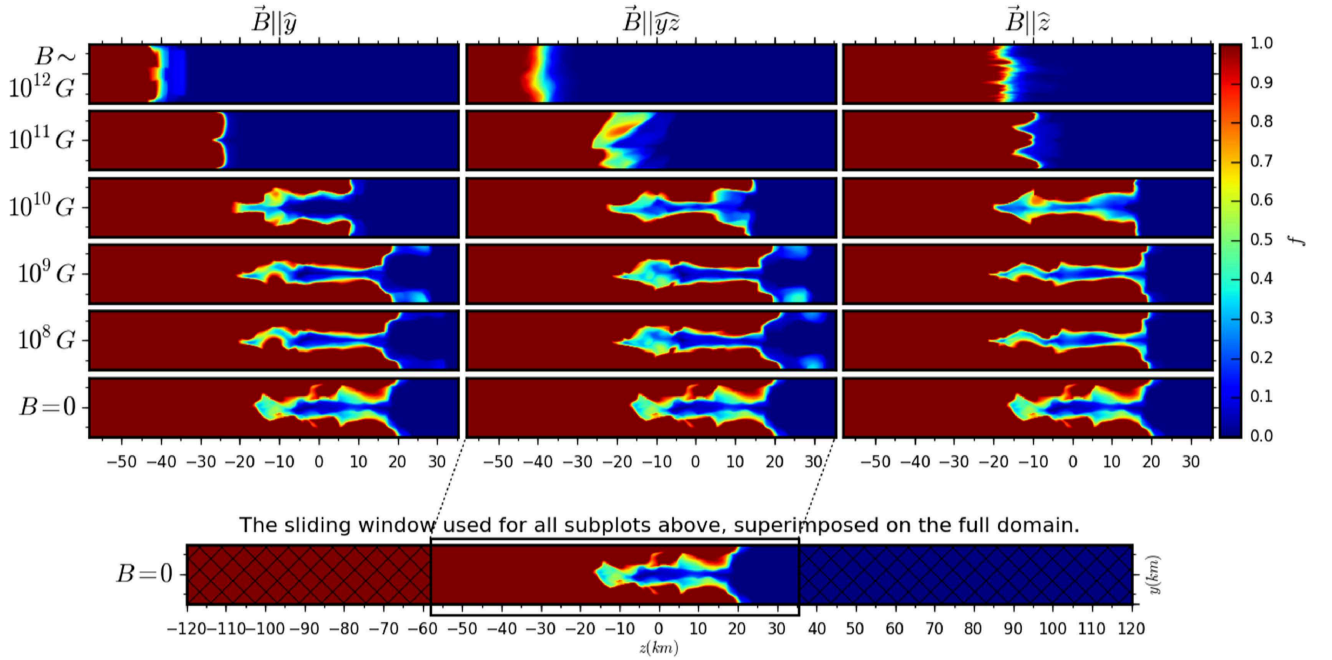 B⃗||ŷ B⃗||ŷz B⃗||ẑ
B∼
10¹² G
10¹¹ G
10¹⁰ G
10⁹ G
10⁸ G
B=0
1.0
0.9
0.8
0.7
0.6
0.5
0.4
0.3
0.2
0.1
0.0
f
−50 −40 −30 −20 −10 0 10 20 30 −50 −40 −30 −20 −10 0 10 20 30 −50 −40 −30 −20 −10 0 10 20 30
The sliding window used for all subplots above, superimposed on the full domain.
B=0
y(km)
−120 −110 −100 −90 −80 −70 −60 −50 −40 −30 −20 −10 0 10 20 30 40 50 60 70 80 90 100 110 120
z(km)